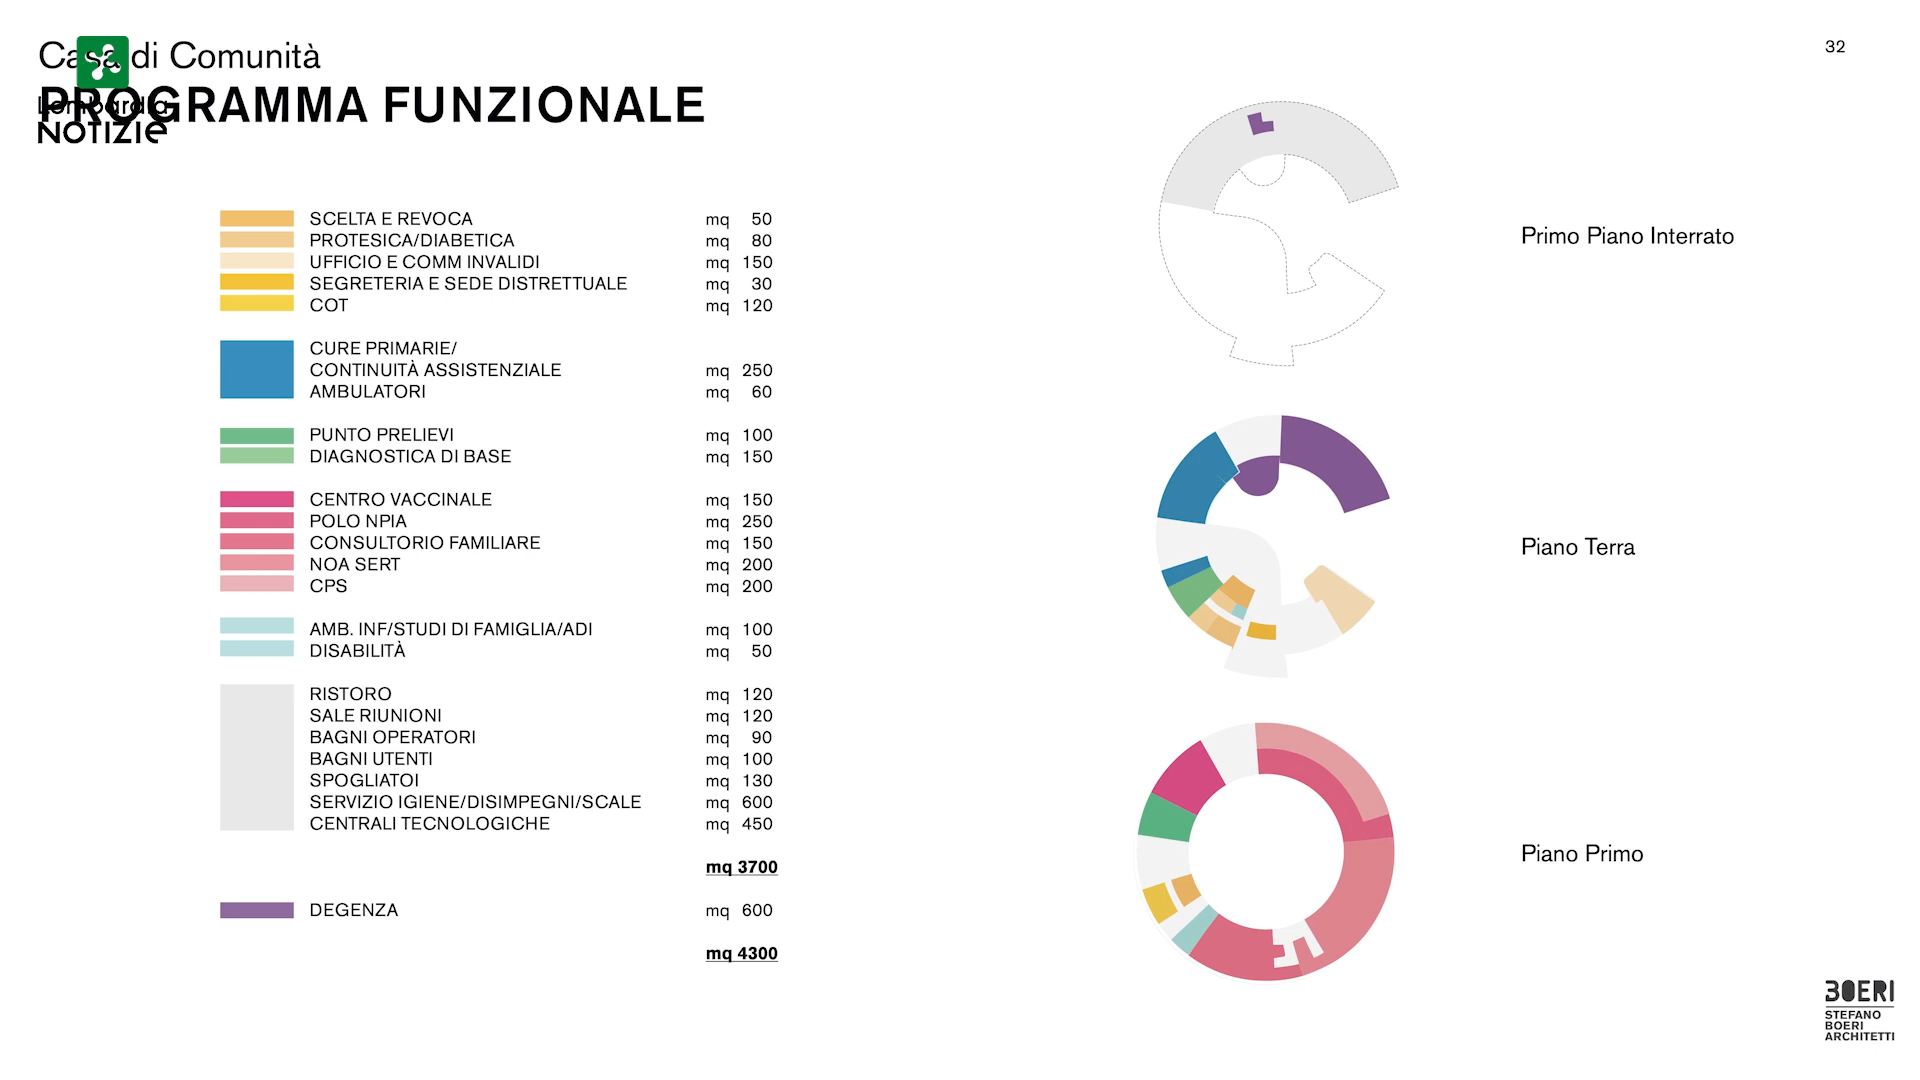 Casa di Comunità
PROGRAMMA FUNZIONALE
Lombardia
NOTIZIE
32
SCELTA E REVOCA mq 50
PROTESICA/DIABETICA mq 80
UFFICIO E COMM INVALIDI mq 150
SEGRETERIA E SEDE DISTRETTUALE mq 30
COT mq 120
CURE PRIMARIE/
CONTINUITÀ ASSISTENZIALE mq 250
AMBULATORI mq 60
PUNTO PRELIEVI mq 100
DIAGNOSTICA DI BASE mq 150
CENTRO VACCINALE mq 150
POLO NPIA mq 250
CONSULTORIO FAMILIARE mq 150
NOA SERT mq 200
CPS mq 200
AMB. INF/STUDI DI FAMIGLIA/ADI mq 100
DISABILITÀ mq 50
RISTORO mq 120
SALE RIUNIONI mq 120
BAGNI OPERATORI mq 90
BAGNI UTENTI mq 100
SPOGLIATOI mq 130
SERVIZIO IGIENE/DISIMPEGNI/SCALE mq 600
CENTRALI TECNOLOGICHE mq 450
mq 3700
DEGENZA mq 600
mq 4300
Primo Piano Interrato
Piano Terra
Piano Primo
BOERI
STEFANO
BOERI
ARCHITETTI